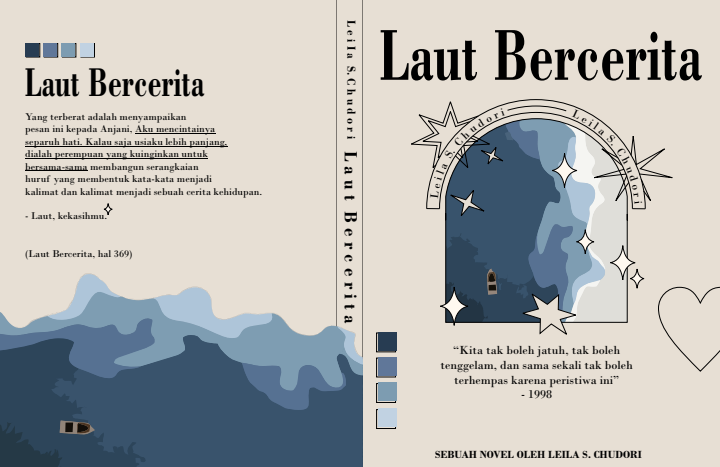 Laut Bercerita
Yang terberat adalah menyampaikan
pesan ini kepada Anjani, Aku mencintainya
separuh hati. Kalau saja usiaku lebih panjang,
dialah perempuan yang kuinginkan untuk
bersama-sama membangun serangkaian
huruf yang membentuk kata-kata menjadi
kalimat dan kalimat menjadi sebuah cerita kehidupan.
- Laut, kekasihmu.
(Laut Bercerita, hal 369)
Leila S.Chudori Laut Bercerita
Laut Bercerita
Leila S. Chudori Leila S. Chudori
“Kita tak boleh jatuh, tak boleh
tenggelam, dan sama sekali tak boleh
terhempas karena peristiwa ini”
- 1998
SEBUAH NOVEL OLEH LEILA S. CHUDORI